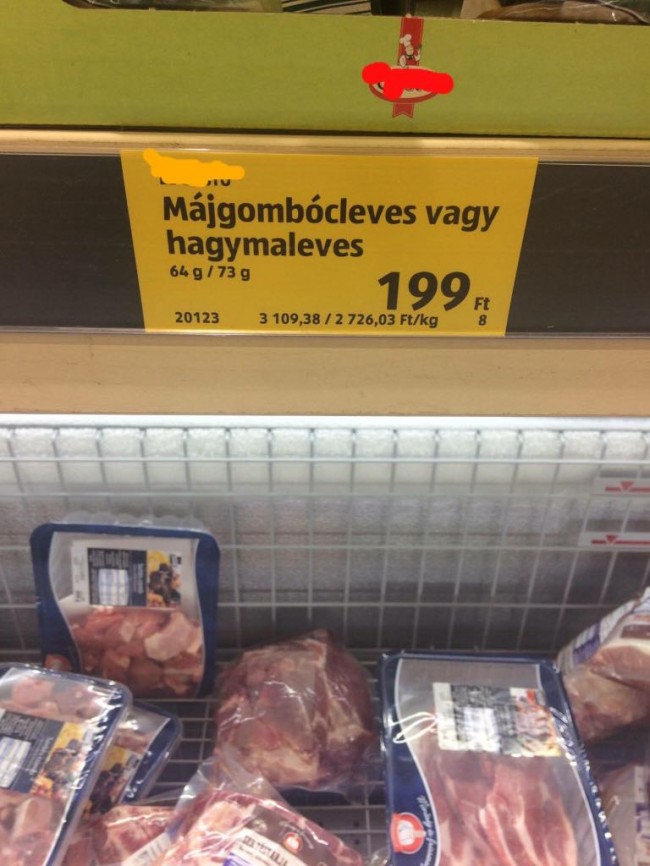 Májgombócleves vagy
hagymaleves
64 g / 73 g
199 Ft
20123 3 109,38 / 2 726,03 Ft/kg 8